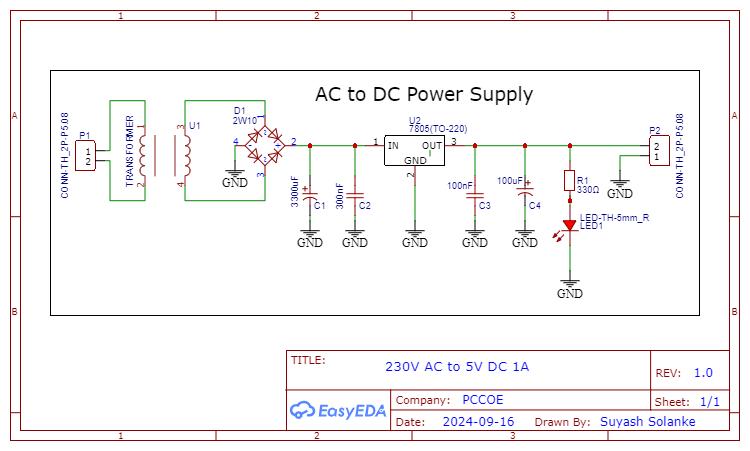 1 2 3
A A
AC to DC Power Supply
CONN-TH_2P-P5.08
P1
1
2
TRANSFORMER
1
2
3
4
U1
D1
2W10
1
4
2
3
GND
3300uF
C1
GND
300nF
C2
GND
U2
7805(TO-220)
1
IN OUT
3
GND
2
GND
100nF
C3
GND
100uF
C4
GND
R1
330Ω
LED-TH-5mm_R
LED1
GND
P2
2
1
CONN-TH_2P-P5.08
GND
B B
TITLE:
230V AC to 5V DC 1A
REV: 1.0
EasyEDA
Company: PCCOE
Sheet: 1/1
Date: 2024-09-16 Drawn By: Suyash Solanke
1 2 3